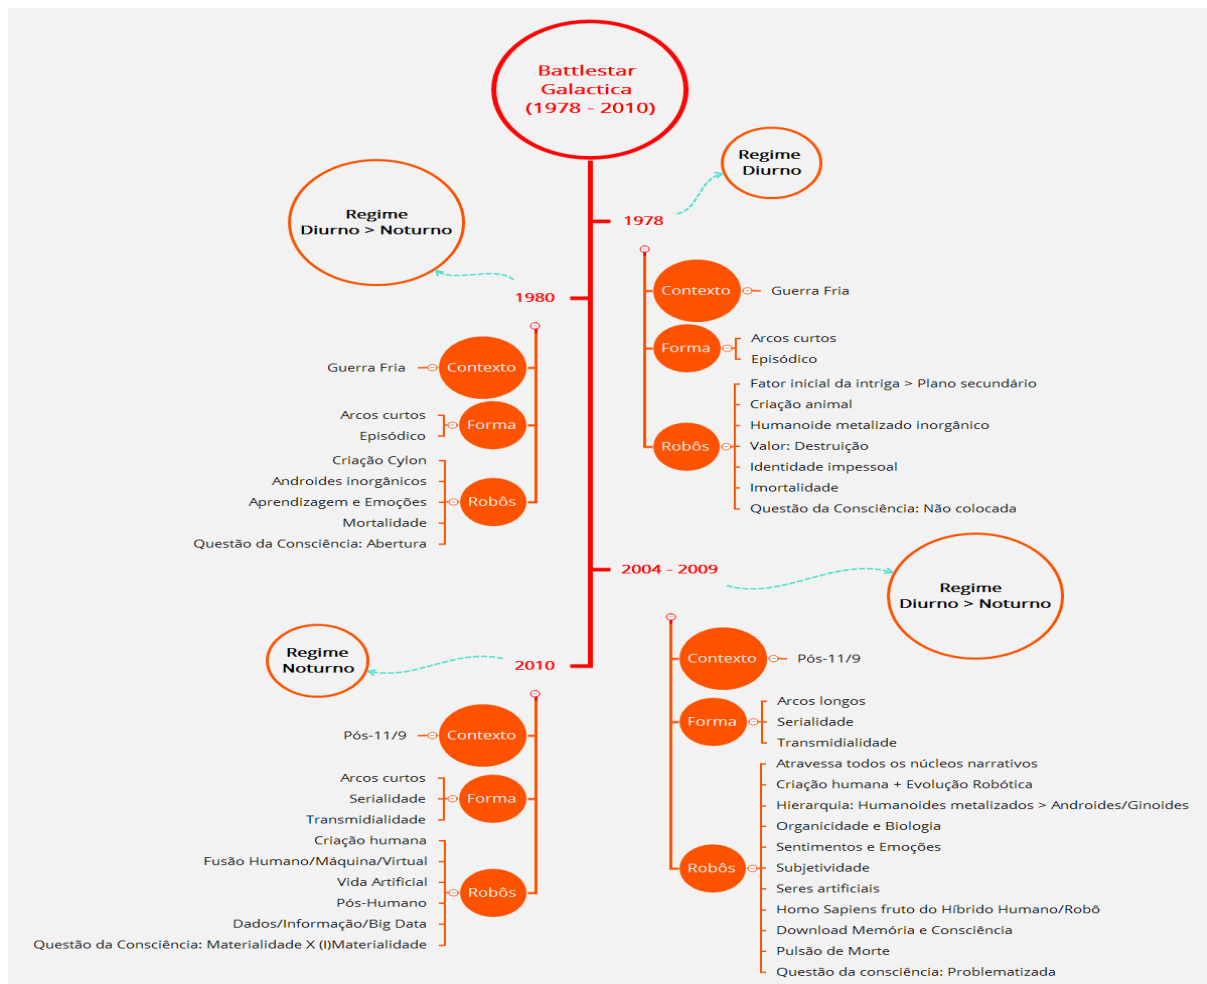 Battlestar
Galactica
(1978 - 2010)
Regime
Diurno
1978
Contexto
Guerra Fria
Forma
Arcos curtos
Episódico
Robôs
Fator inicial da intriga > Plano secundário
Criação animal
Humanoide metalizado inorgânico
Valor: Destruição
Identidade impessoal
Imortalidade
Questão da Consciência: Não colocada
Regime
Diurno > Noturno
1980
Contexto
Guerra Fria
Forma
Arcos curtos
Episódico
Robôs
Criação Cylon
Androides inorgânicos
Aprendizagem e Emoções
Mortalidade
Questão da Consciência: Abertura
2004 - 2009
Regime
Diurno > Noturno
Contexto
Pós-11/9
Forma
Arcos longos
Serialidade
Transmidialidade
Robôs
Atravessa todos os núcleos narrativos
Criação humana + Evolução Robótica
Hierarquia: Humanoides metalizados > Androides/Ginoides
Organicidade e Biologia
Sentimentos e Emoções
Subjetividade
Seres artificiais
Homo Sapiens fruto do Híbrido Humano/Robô
Download Memória e Consciência
Pulsão de Morte
Questão da consciência: Problematizada
Regime
Noturno
2010
Contexto
Pós-11/9
Forma
Arcos curtos
Serialidade
Transmidialidade
Robôs
Criação humana
Fusão Humano/Máquina/Virtual
Vida Artificial
Pós-Humano
Dados/Informação/Big Data
Questão da Consciência: Materialidade X (I)Materialidade